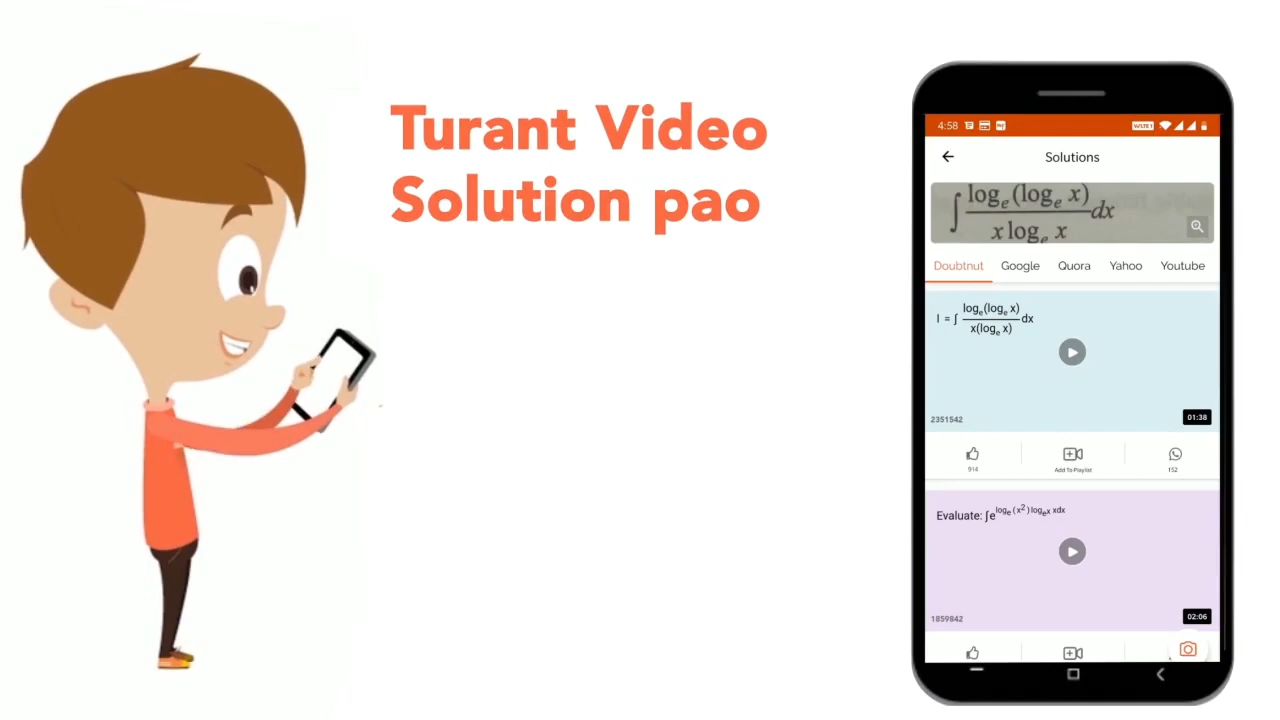 Turant Video
Solution pao
4:58
VoLTE1
Solutions
∫ logₑ(logₑ x) / x logₑ x dx
Doubtnut Google Quora Yahoo Youtube
I = ∫ logₑ(logₑ x) / x(logₑ x) dx
2351542 01:38
914 Add To Playlist 152
Evaluate: ∫e^logₑ(x²)logₑx xdx
1859842 02:06